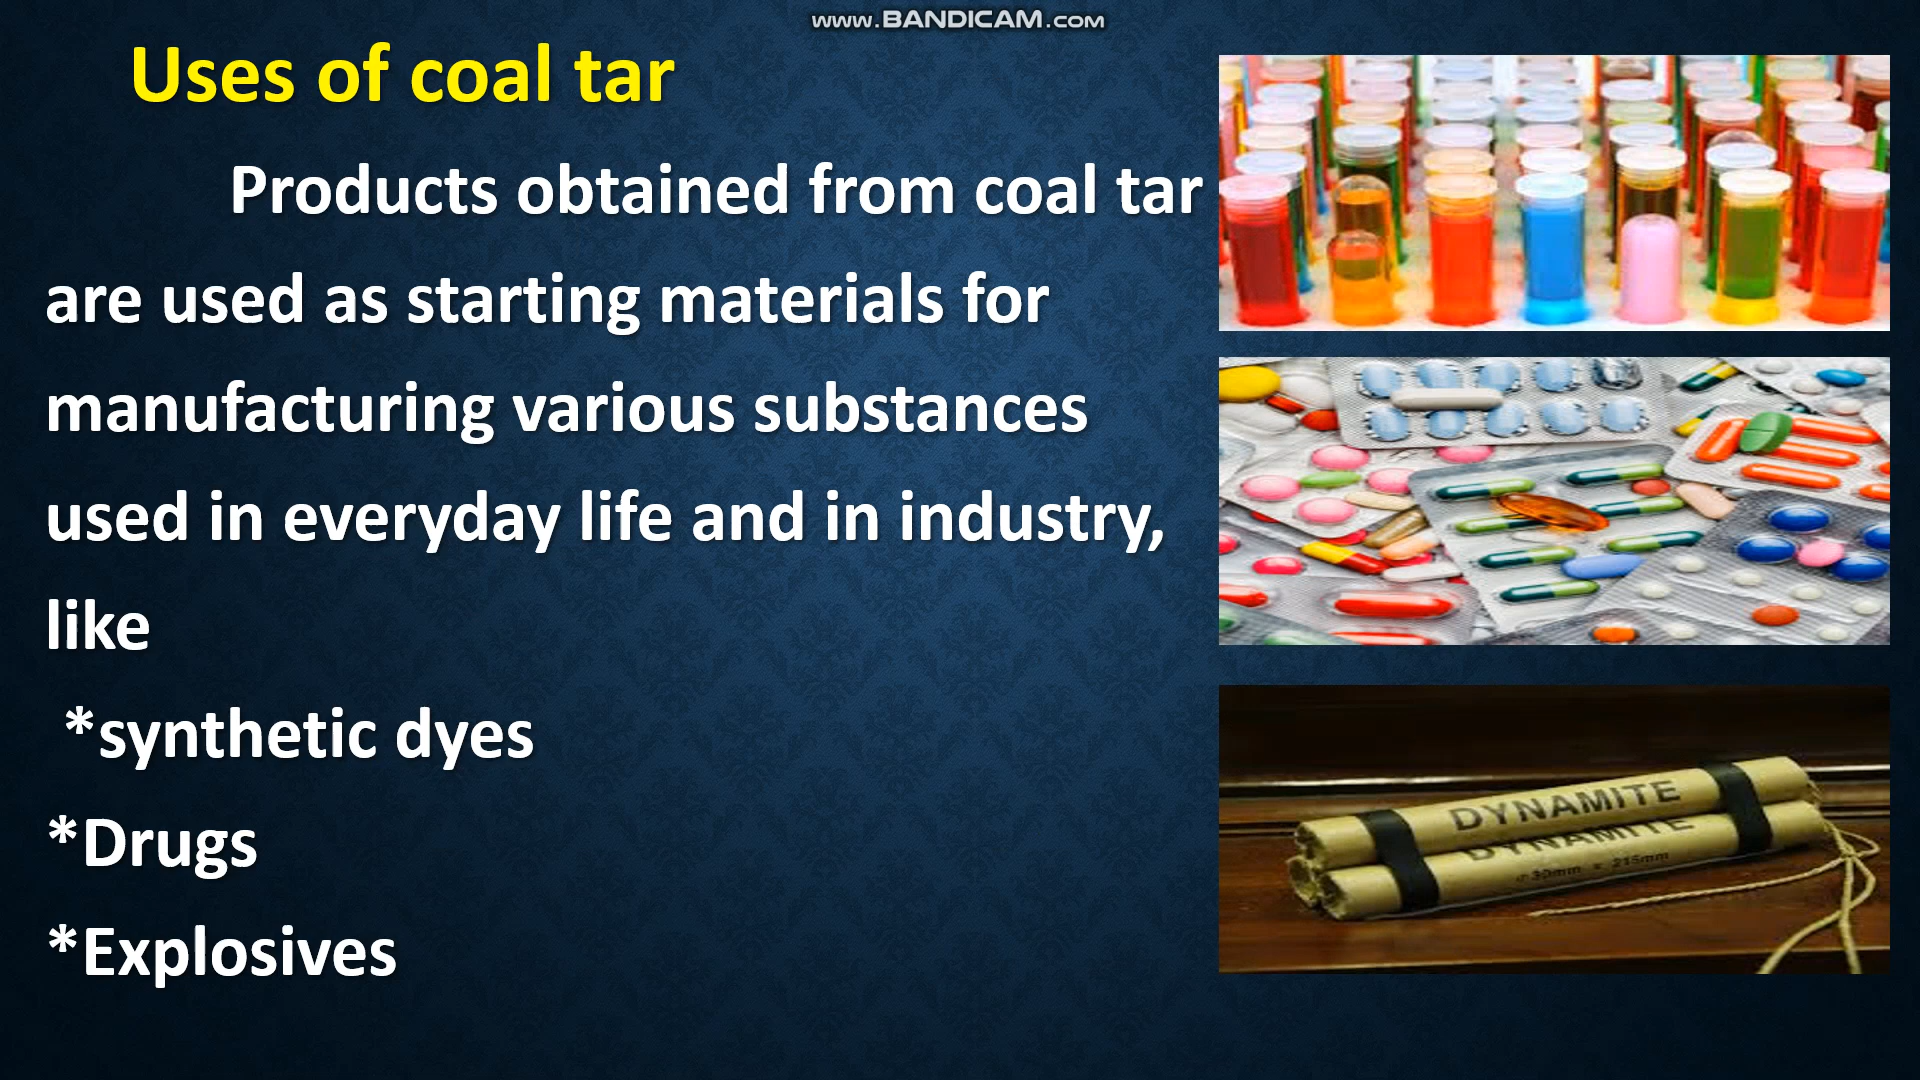 www.BANDICAM.com
Uses of coal tar
Products obtained from coal tar
are used as starting materials for
manufacturing various substances
used in everyday life and in industry,
like
*synthetic dyes
*Drugs
*Explosives
DYNAMITE
DYNAMITE